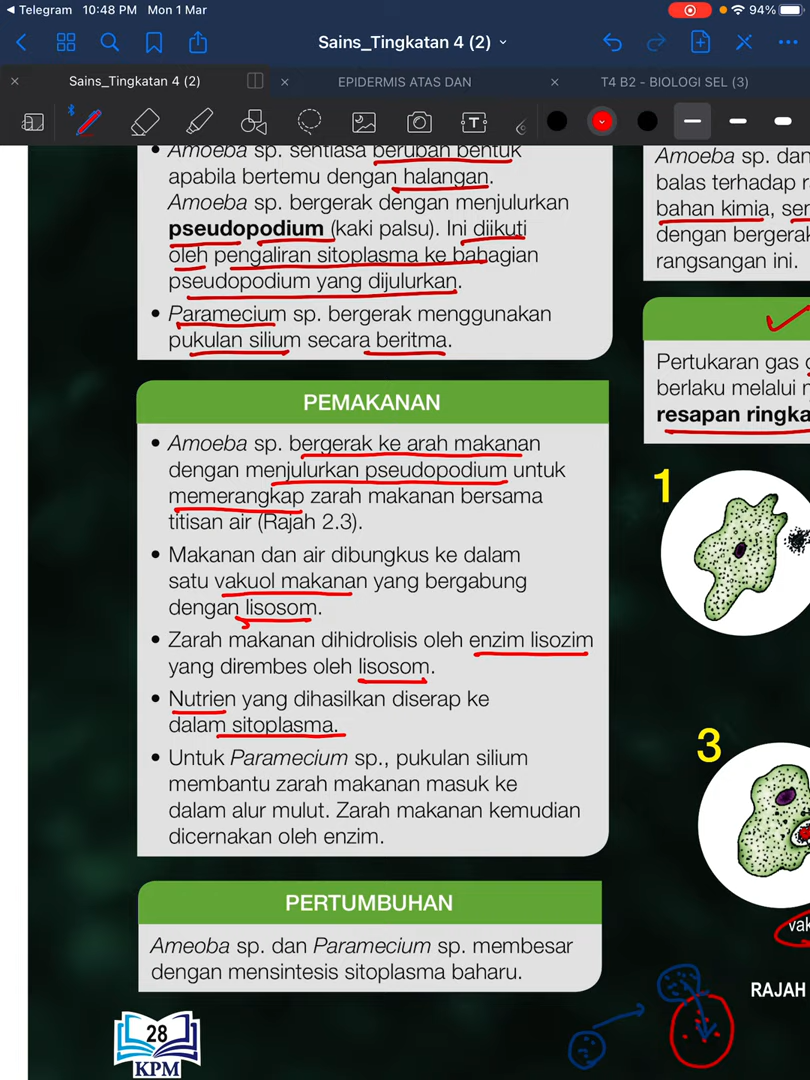 Telegram 10:48 PM Mon 1 Mar 94%
Sains_Tingkatan 4 (2)
Sains_Tingkatan 4 (2) EPIDERMIS ATAS DAN T4 B2 - BIOLOGI SEL (3)
• Amoeba sp. sentiasa berubah bentuk
apabila bertemu dengan halangan.
Amoeba sp. bergerak dengan menjulurkan
pseudopodium (kaki palsu). Ini diikuti
oleh pengaliran sitoplasma ke bahagian
pseudopodium yang dijulurkan.
• Paramecium sp. bergerak menggunakan
pukulan silium secara beritma.
PEMAKANAN
• Amoeba sp. bergerak ke arah makanan
dengan menjulurkan pseudopodium untuk
memerangkap zarah makanan bersama
titisan air (Rajah 2.3).
• Makanan dan air dibungkus ke dalam
satu vakuol makanan yang bergabung
dengan lisosom.
• Zarah makanan dihidrolisis oleh enzim lisozim
yang dirembes oleh lisosom.
• Nutrien yang dihasilkan diserap ke
dalam sitoplasma.
• Untuk Paramecium sp., pukulan silium
membantu zarah makanan masuk ke
dalam alur mulut. Zarah makanan kemudian
dicernakan oleh enzim.
PERTUMBUHAN
Ameoba sp. dan Paramecium sp. membesar
dengan mensintesis sitoplasma baharu.
28
KPM
Amoeba sp. dan
balas terhadap
bahan kimia,
dengan
rangsangan ini.
Pertukaran gas
berlaku melalui
resapan
1
3
RAJAH